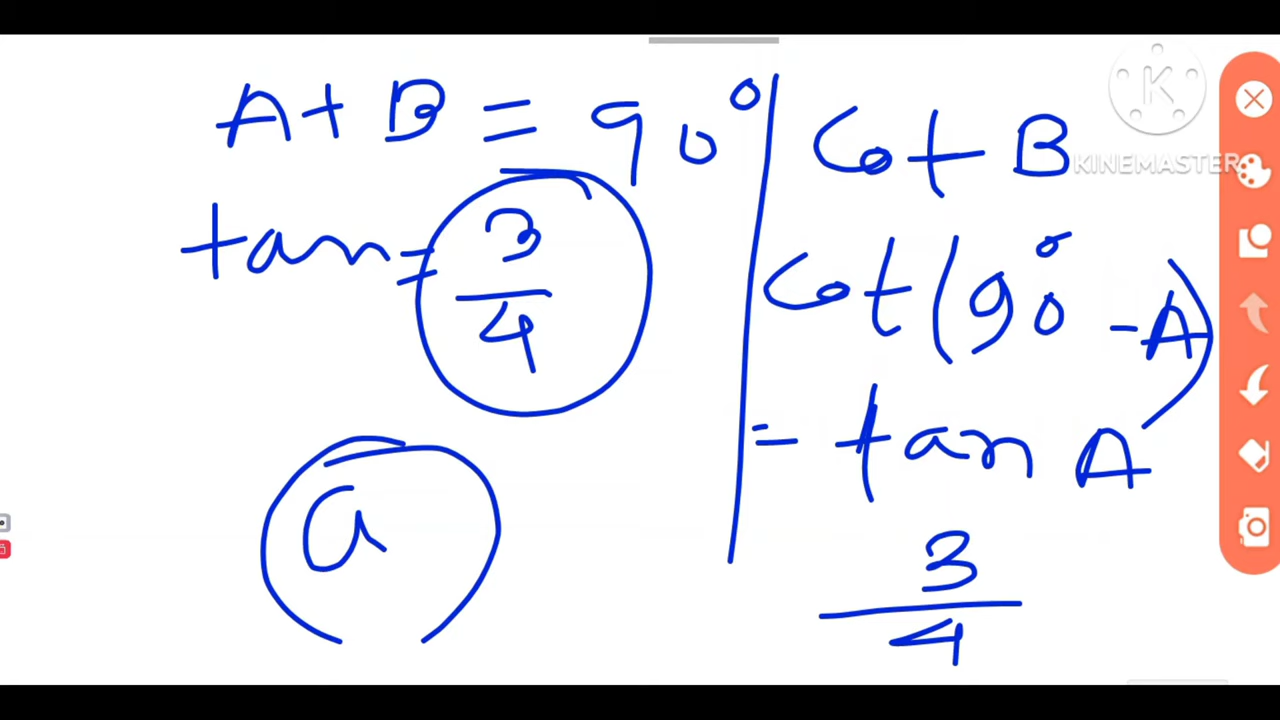 A + B = 90°
tan = 3/4
a
Cot B
Cot (90° - A)
= tan A
3/4
K
KINEMASTER